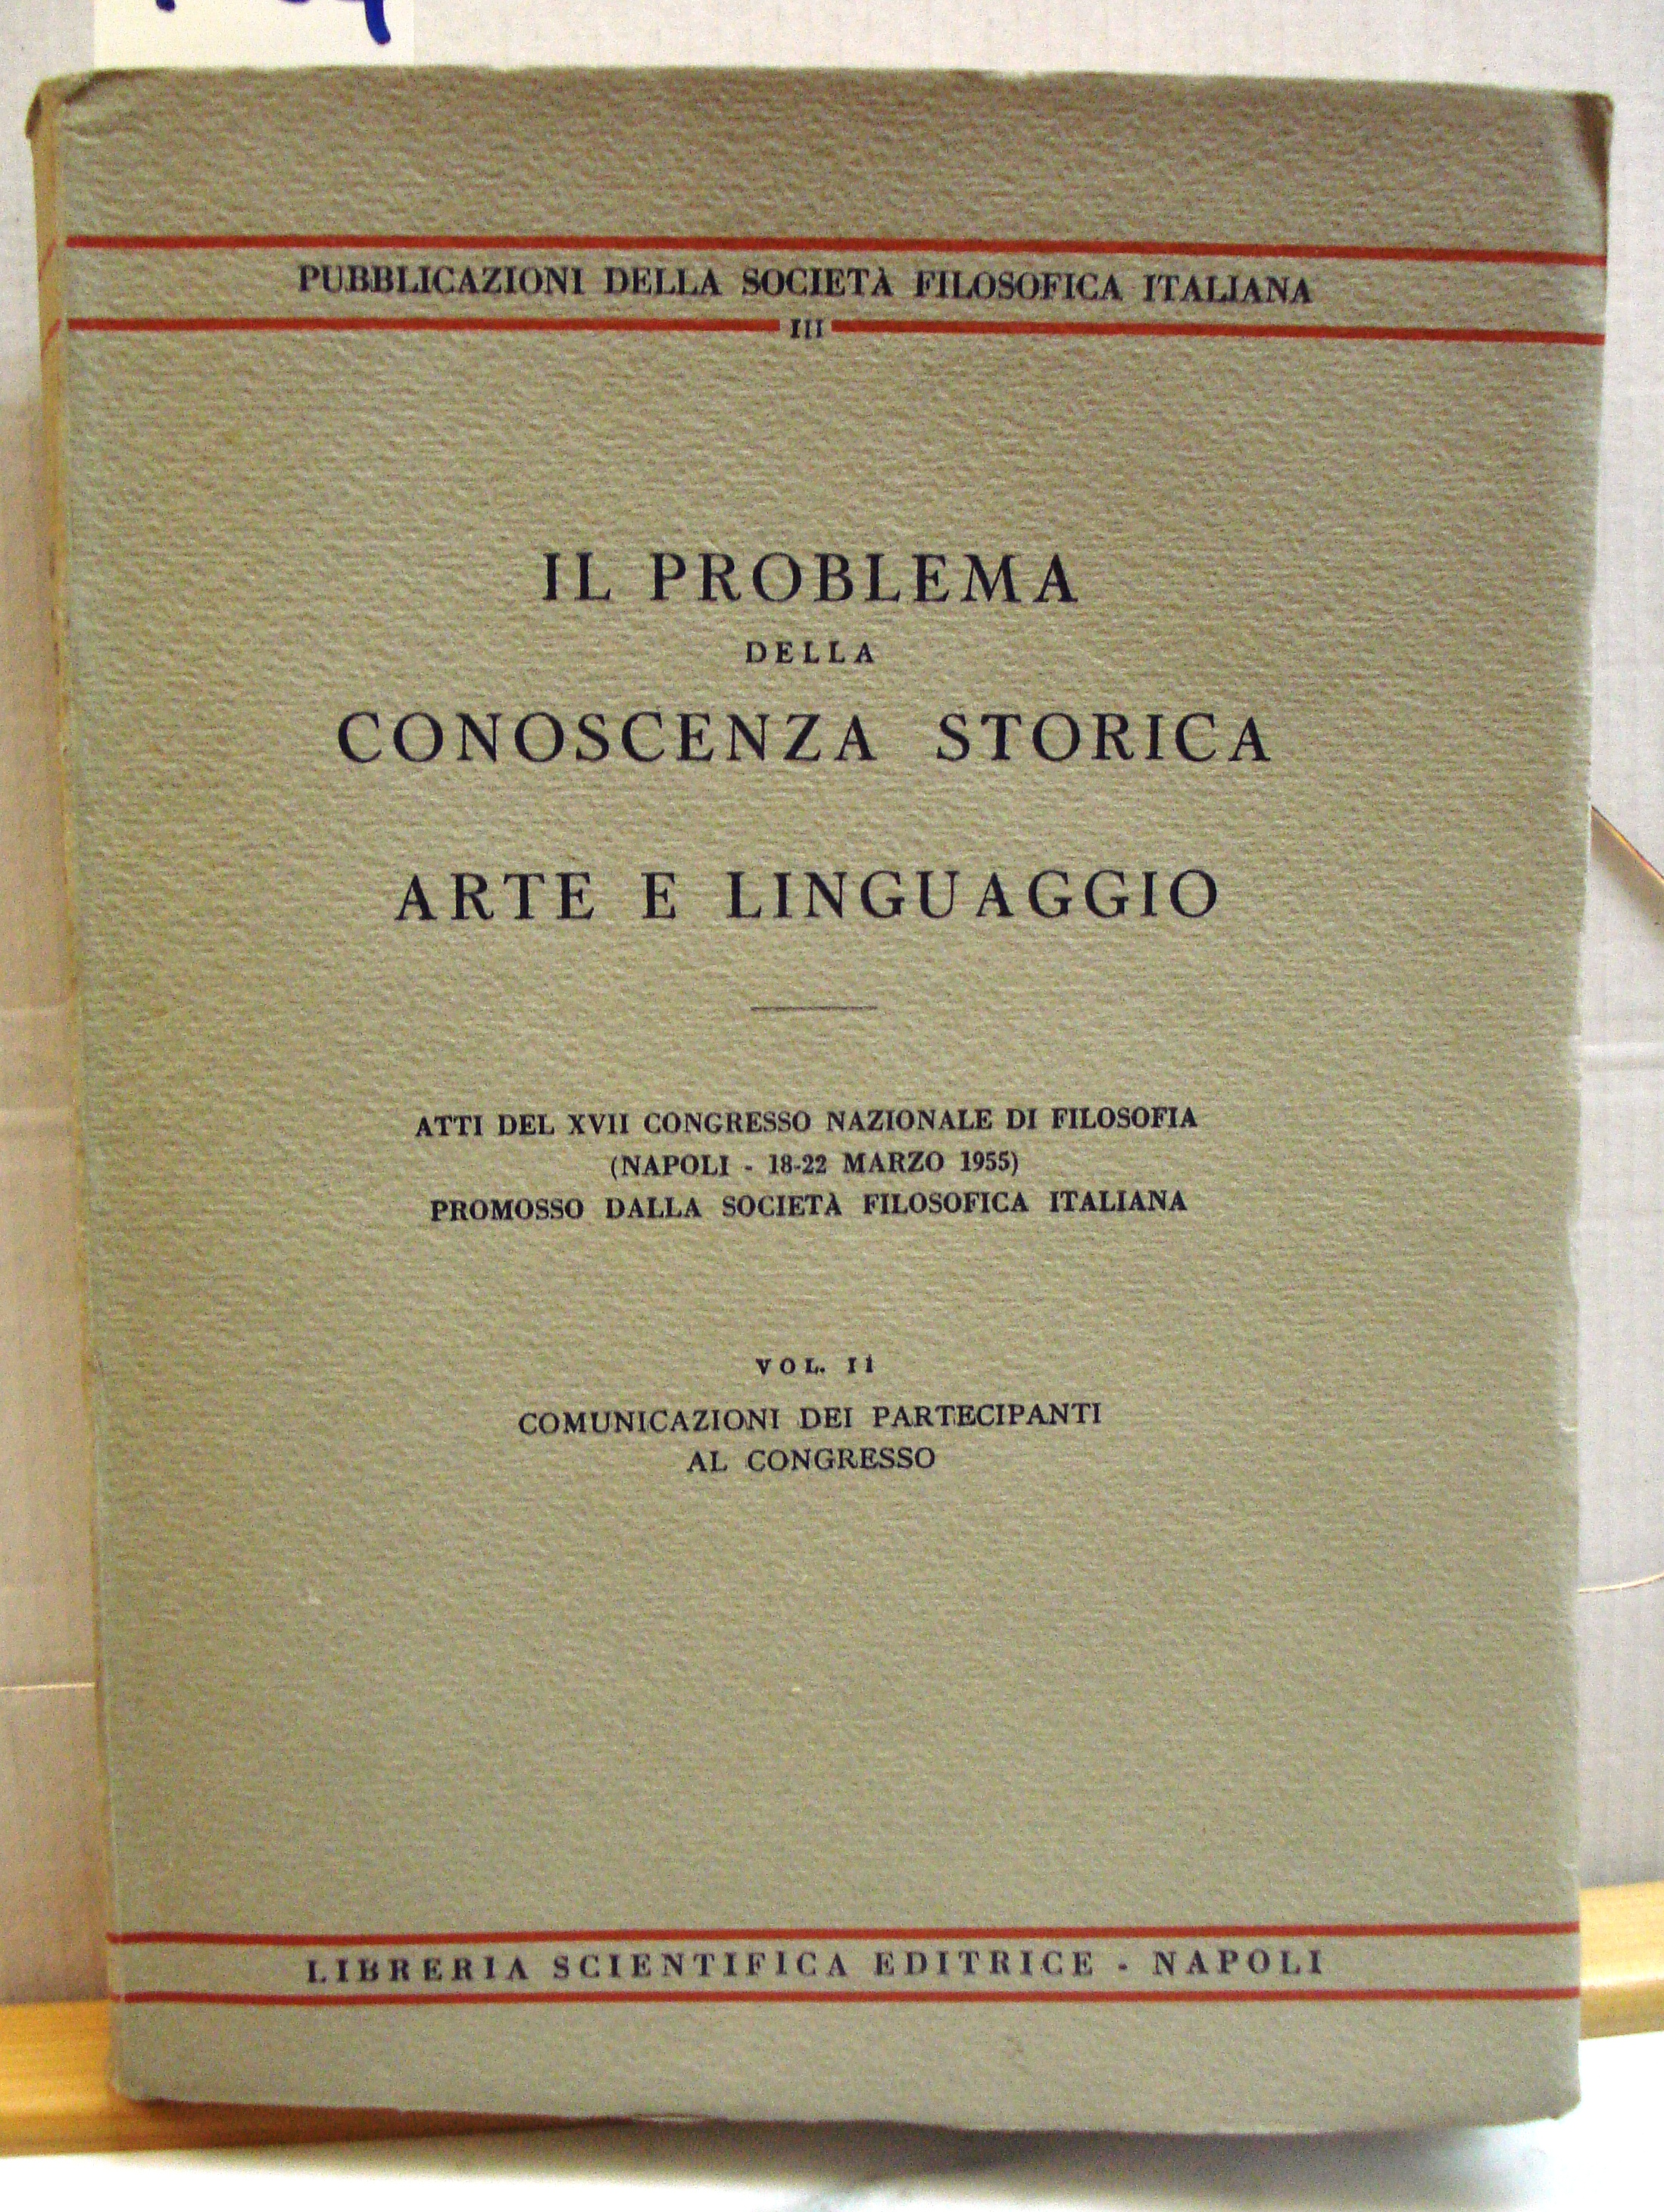 PUBBLICAZIONI DELLA SOCIETÀ FILOSOFICA ITALIANA
III
IL PROBLEMA
DELLA
CONOSCENZA STORICA
ARTE E LINGUAGGIO
ATTI DEL XVII CONGRESSO NAZIONALE DI FILOSOFIA
(NAPOLI - 18-22 MARZO 1955)
PROMOSSO DALLA SOCIETÀ FILOSOFICA ITALIANA
VOL. II
COMUNICAZIONI DEI PARTECIPANTI
AL CONGRESSO
LIBRERIA SCIENTIFICA EDITRICE - NAPOLI